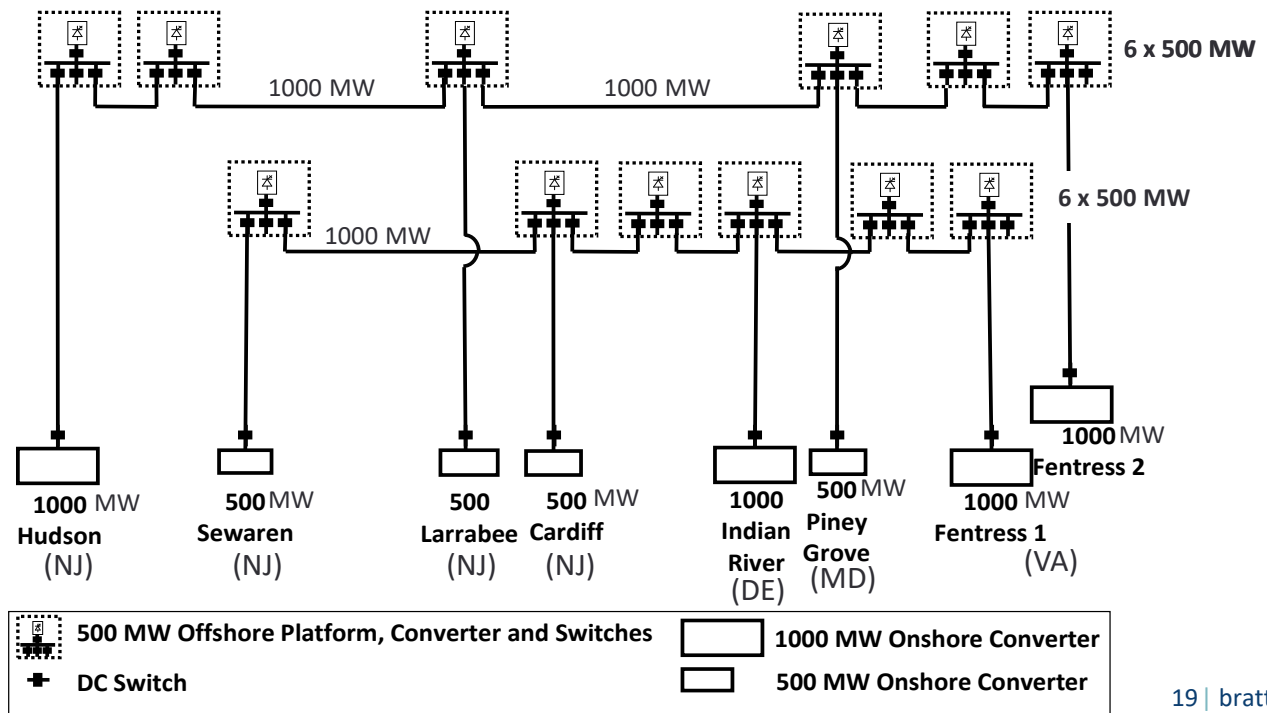 6 x 500 MW
1000 MW
1000 MW
6 x 500 MW
1000 MW
1000 MW
Hudson
(NJ)
500 MW
Sewaren
(NJ)
500
Larrabee
(NJ)
500 MW
Cardiff
(NJ)
1000
Indian
River
(DE)
500 MW
Piney
Grove
(MD)
1000 MW
Fentress 1
(VA)
1000 MW
Fentress 2
500 MW Offshore Platform, Converter and Switches
DC Switch
1000 MW Onshore Converter
500 MW Onshore Converter
19 | bratt